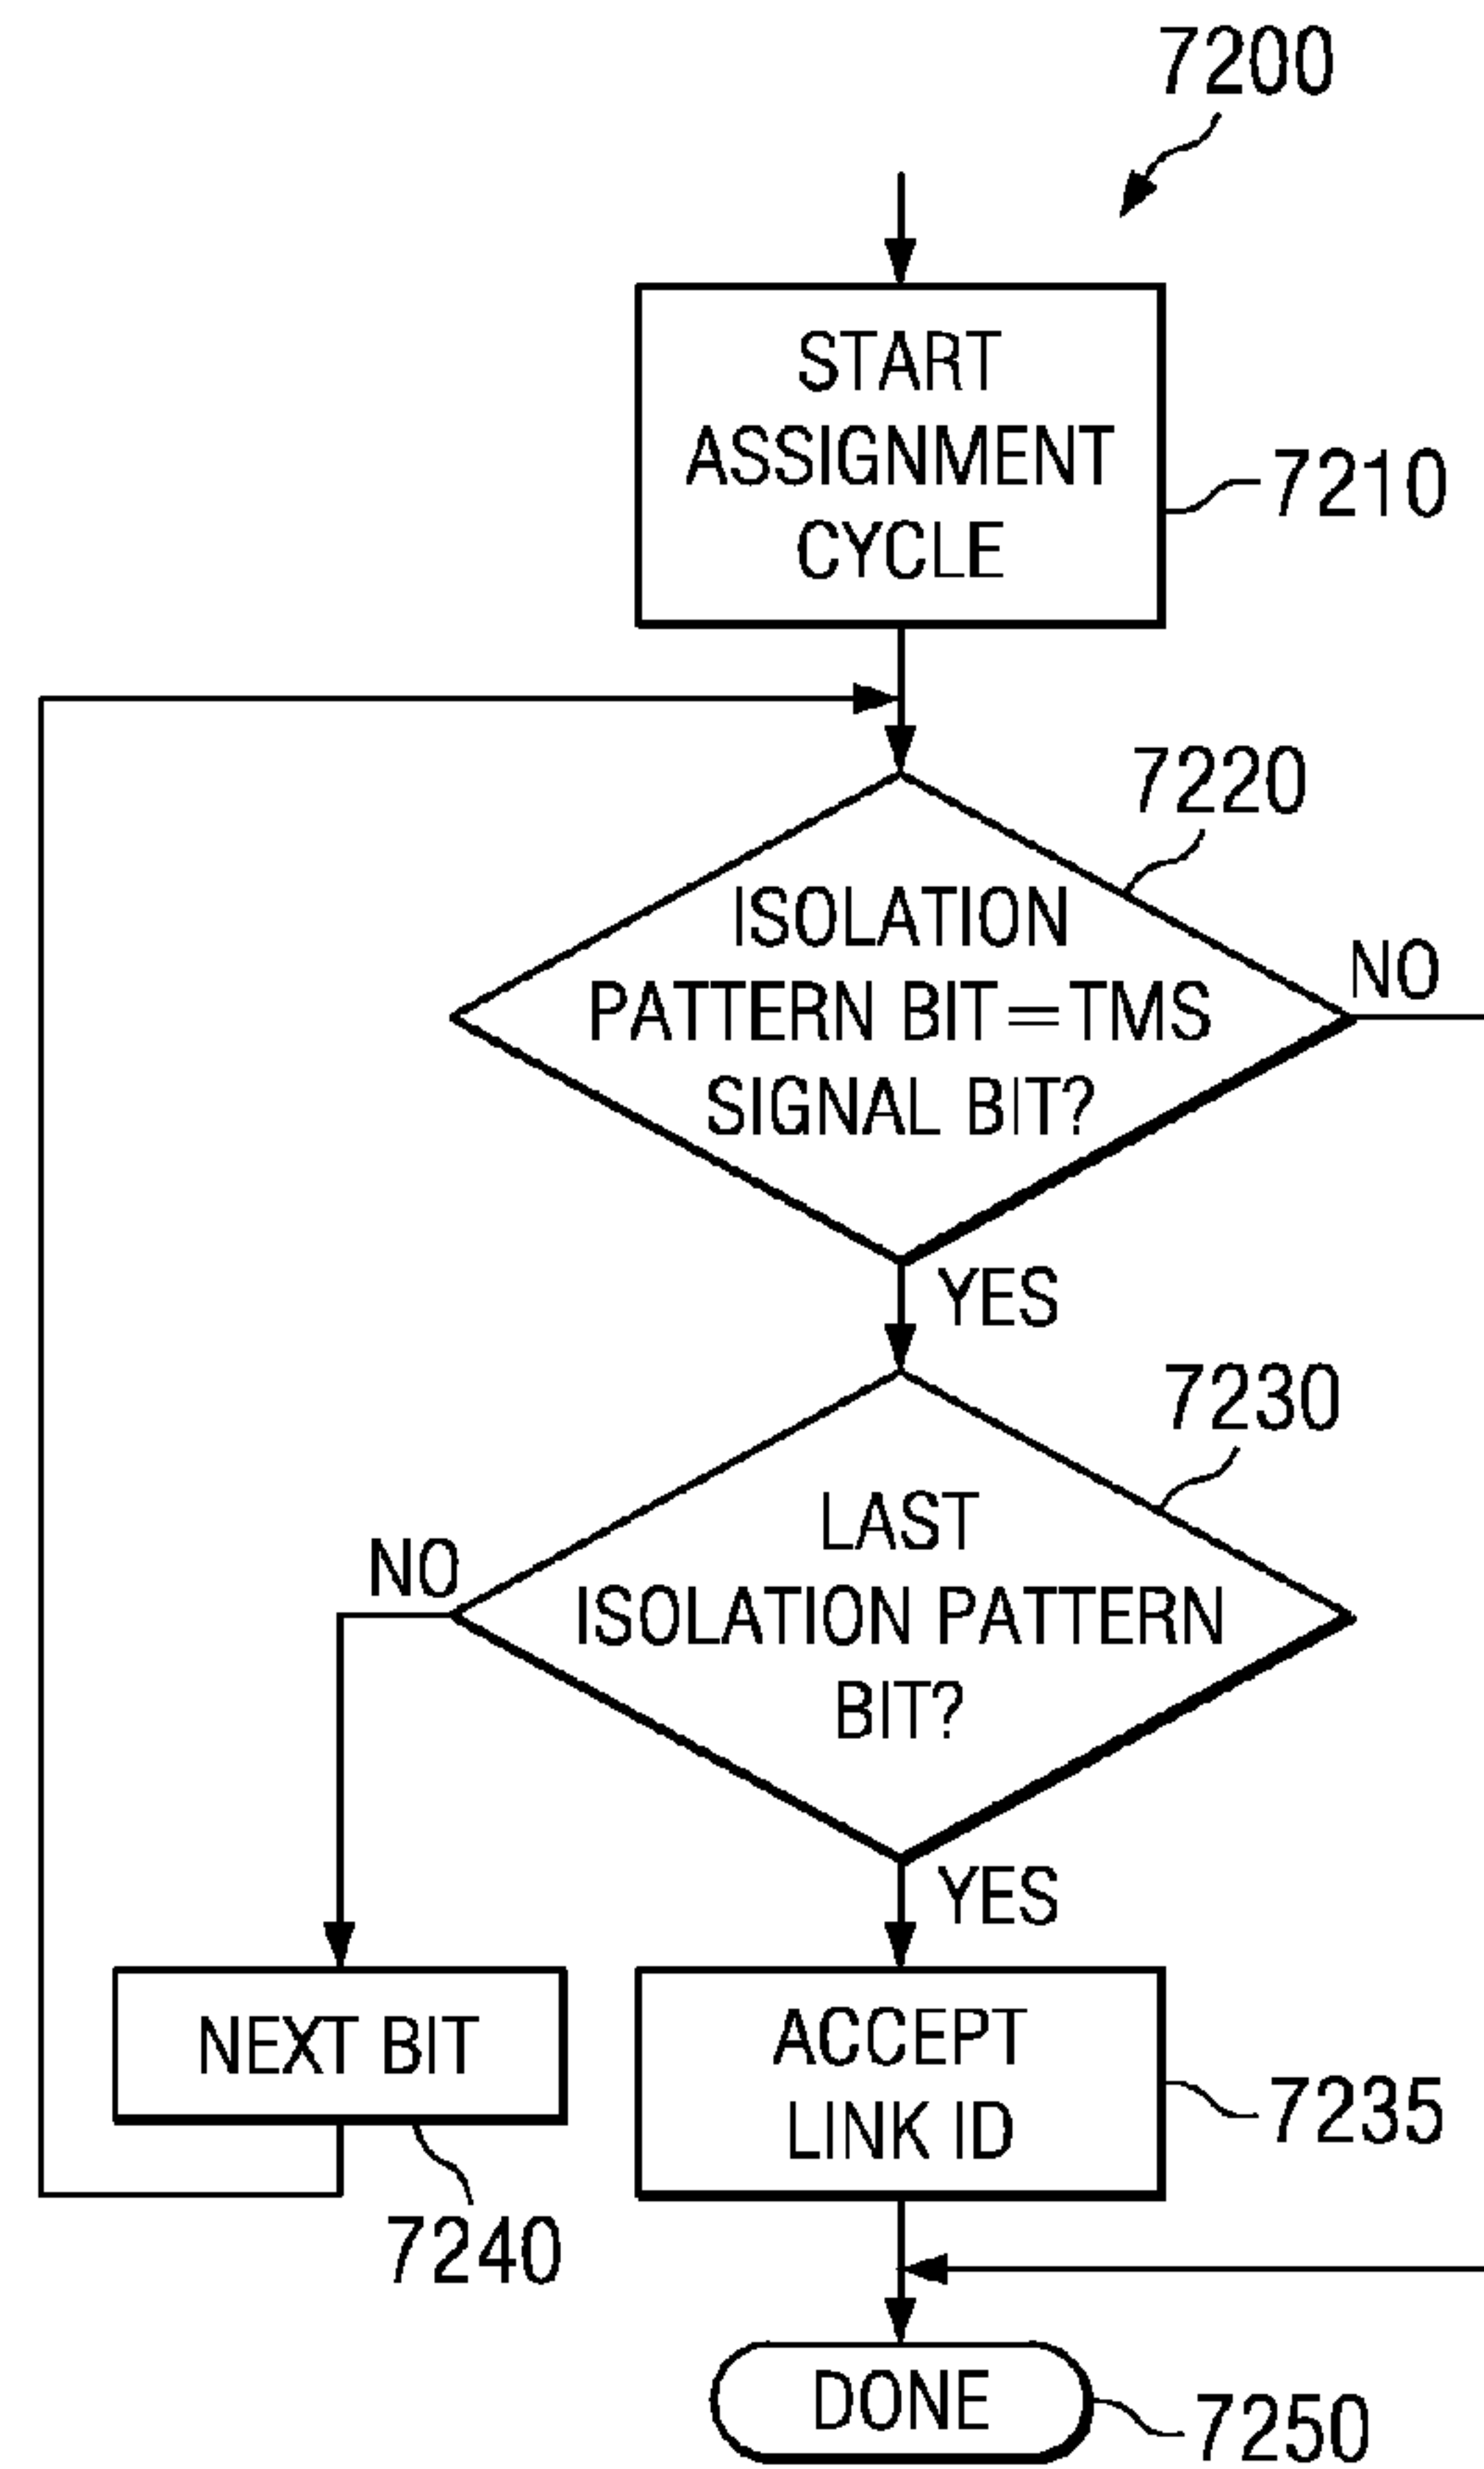 7200
START
ASSIGNMENT
CYCLE
7210
7220
ISOLATION
PATTERN BIT=TMS
SIGNAL BIT?
NO
YES
7230
LAST
ISOLATION PATTERN
BIT?
NO
YES
NEXT BIT
7240
ACCEPT
LINK ID
7235
DONE
7250